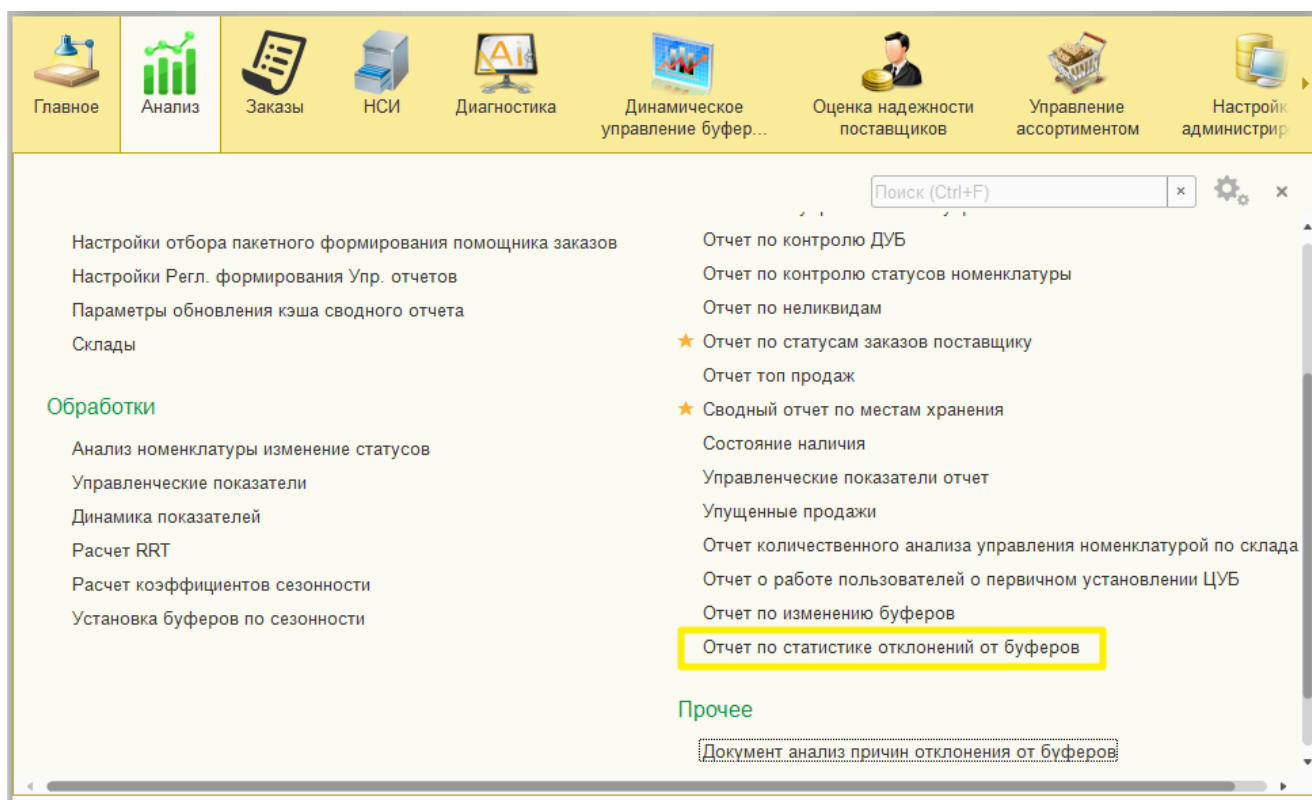 Главное
Анализ
Заказы
НСИ
Диагностика
Динамическое
управление буфер...
Оценка надежности
поставщиков
Управление
ассортиментом
Настройк
администрир
Поиск (Ctrl+F)
Настройки отбора пакетного формирования помощника заказов
Настройки Регл. формирования Упр. отчетов
Параметры обновления кэша сводного отчета
Склады
Обработки
Анализ номенклатуры изменение статусов
Управленческие показатели
Динамика показателей
Расчет RRT
Расчет коэффициентов сезонности
Установка буферов по сезонности
Отчет по контролю ДУБ
Отчет по контролю статусов номенклатуры
Отчет по неликвидам
Отчет по статусам заказов поставщику
Отчет топ продаж
Сводный отчет по местам хранения
Состояние наличия
Управленческие показатели отчет
Упущенные продажи
Отчет количественного анализа управления номенклатурой по склада
Отчет о работе пользователей о первичном установлении ЦУБ
Отчет по изменению буферов
Отчет по статистике отклонений от буферов
Прочее
Документ анализ причин отклонения от буферов